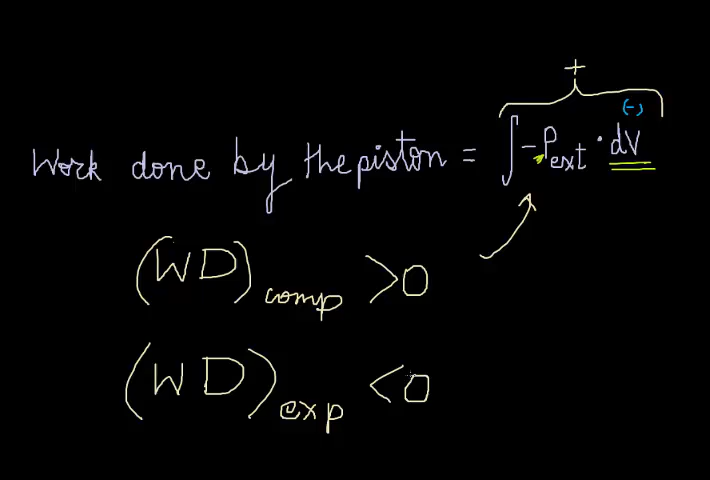 +
(-)
Work done by the piston = ∫ -Pext · dV
(WD)comp >0
(WD)exp <0